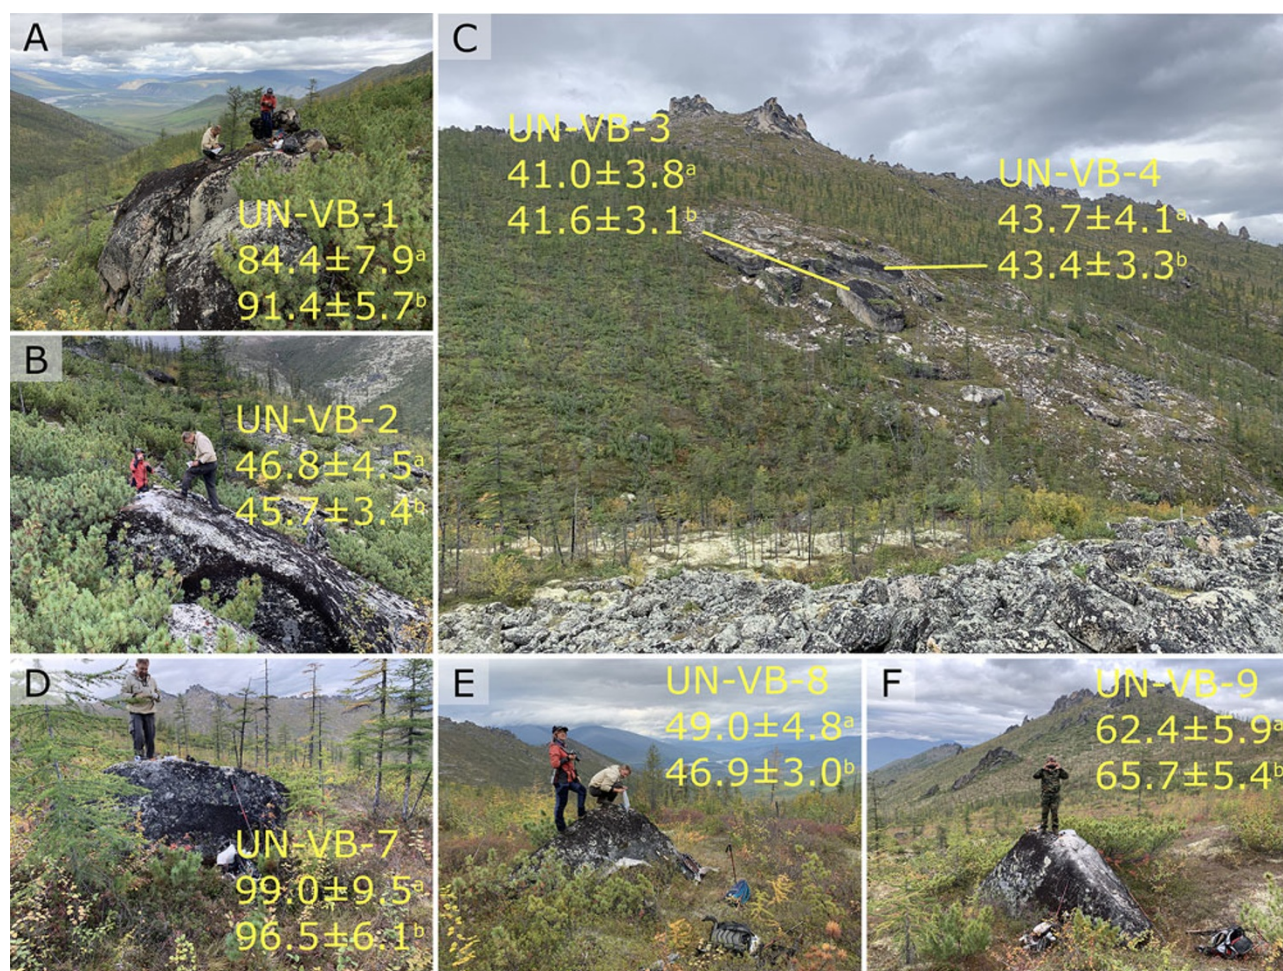 A
UN-VB-1
84.4±7.9a
91.4±5.7b
B
UN-VB-2
46.8±4.5a
45.7±3.4b
C
UN-VB-3
41.0±3.8a
41.6±3.1b
UN-VB-4
43.7±4.1a
43.4±3.3b
D
UN-VB-7
99.0±9.5a
96.5±6.1b
E
UN-VB-8
49.0±4.8a
46.9±3.0b
F
UN-VB-9
62.4±5.9a
65.7±5.4b